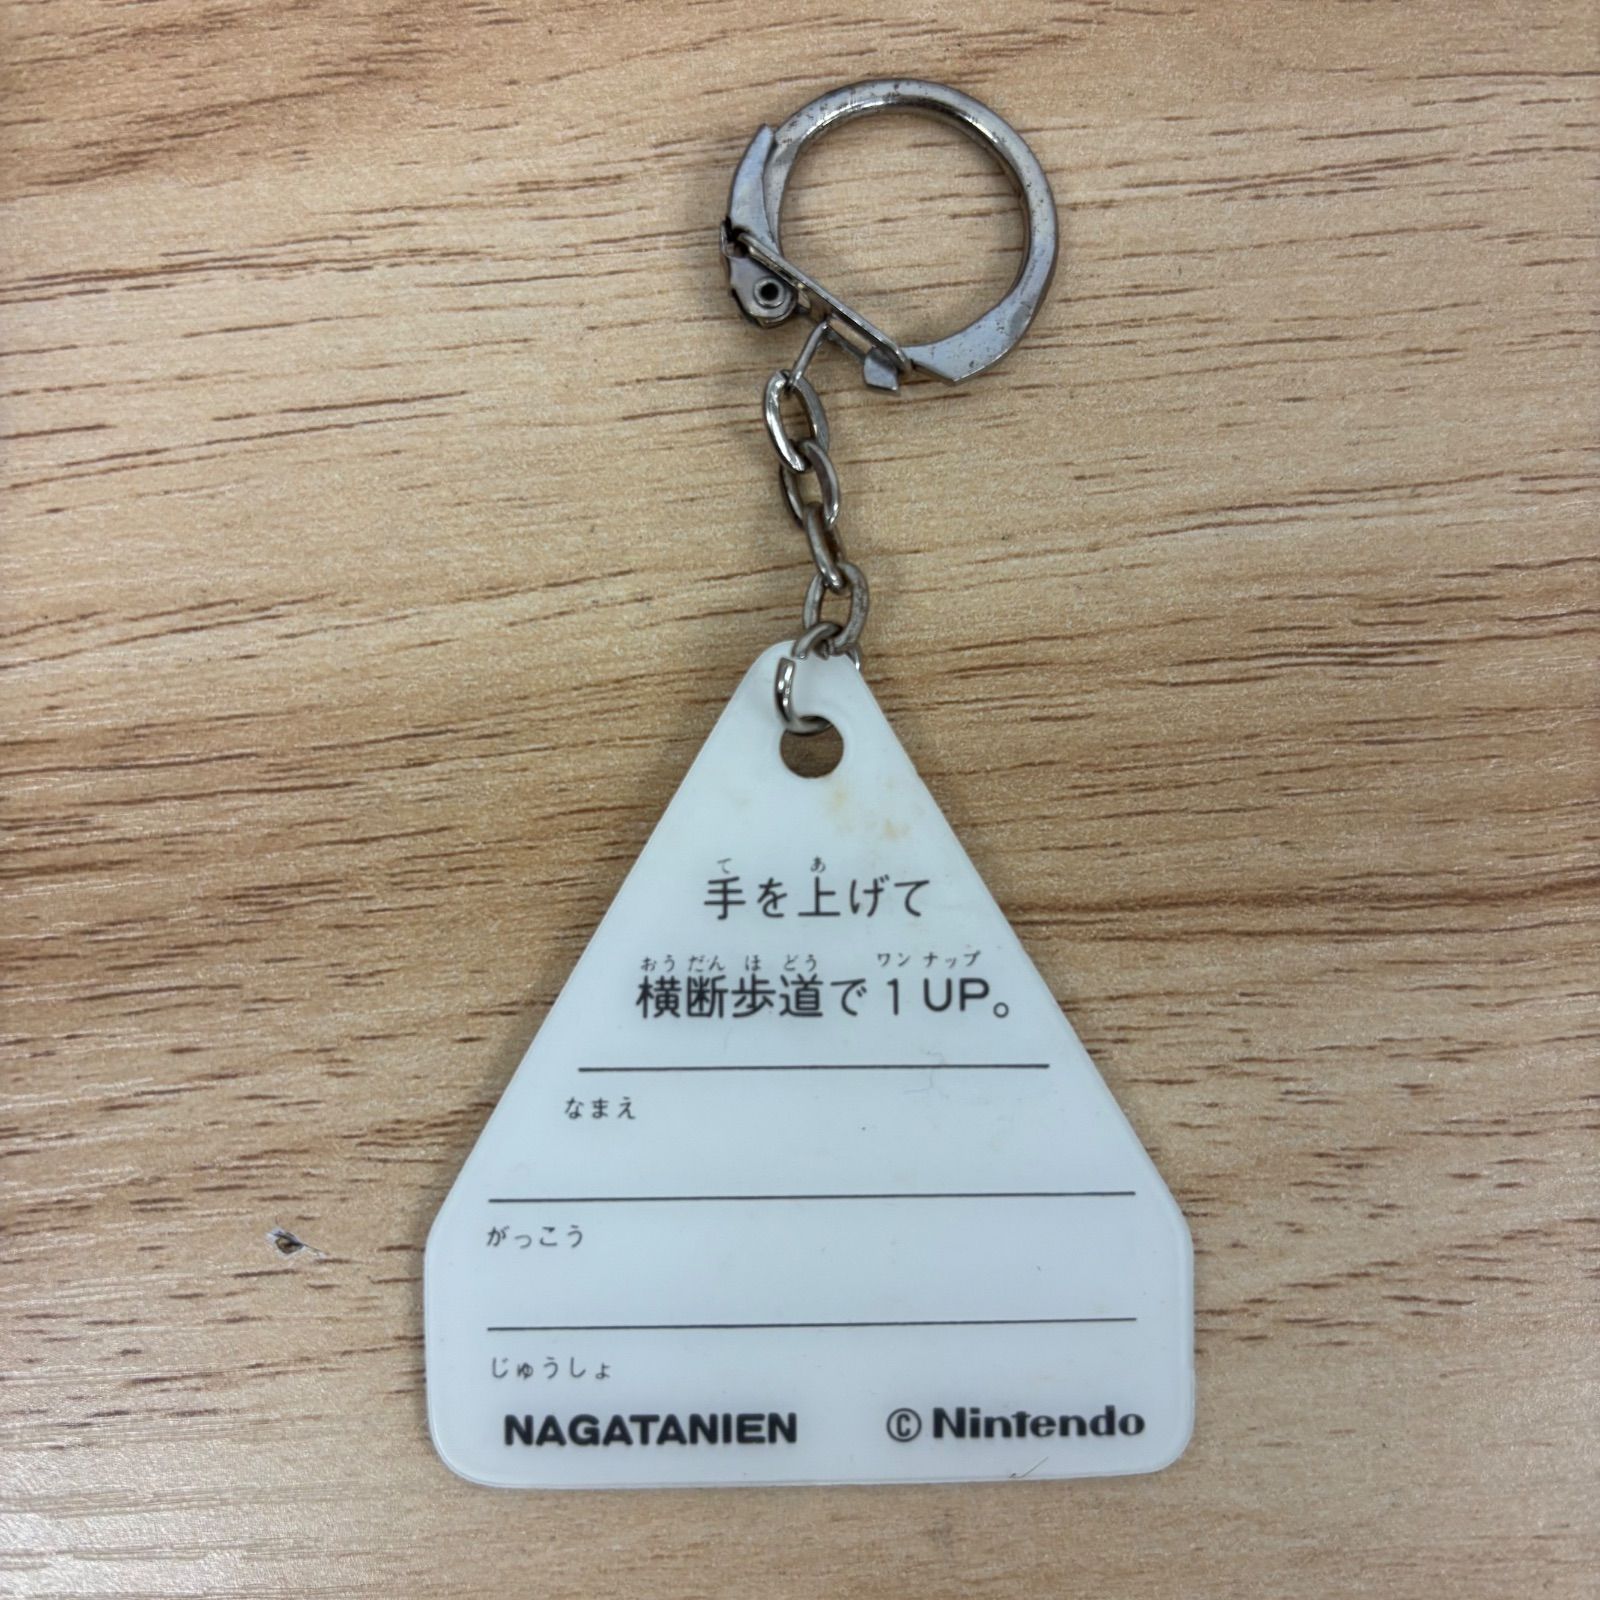 て あ
手を上げて
おうだん ほ どう ワンナップ
横断歩道で1UP。
なまえ
がっこう
じゅうしょ
NAGATANIEN © Nintendo